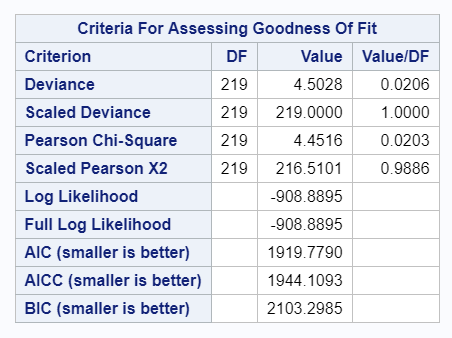 Criteria For Assessing Goodness Of Fit
Criterion DF Value Value/DF
Deviance 219 4.5028 0.0206
Scaled Deviance 219 219.0000 1.0000
Pearson Chi-Square 219 4.4516 0.0203
Scaled Pearson X2 219 216.5101 0.9886
Log Likelihood -908.8895
Full Log Likelihood -908.8895
AIC (smaller is better) 1919.7790
AICC (smaller is better) 1944.1093
BIC (smaller is better) 2103.2985